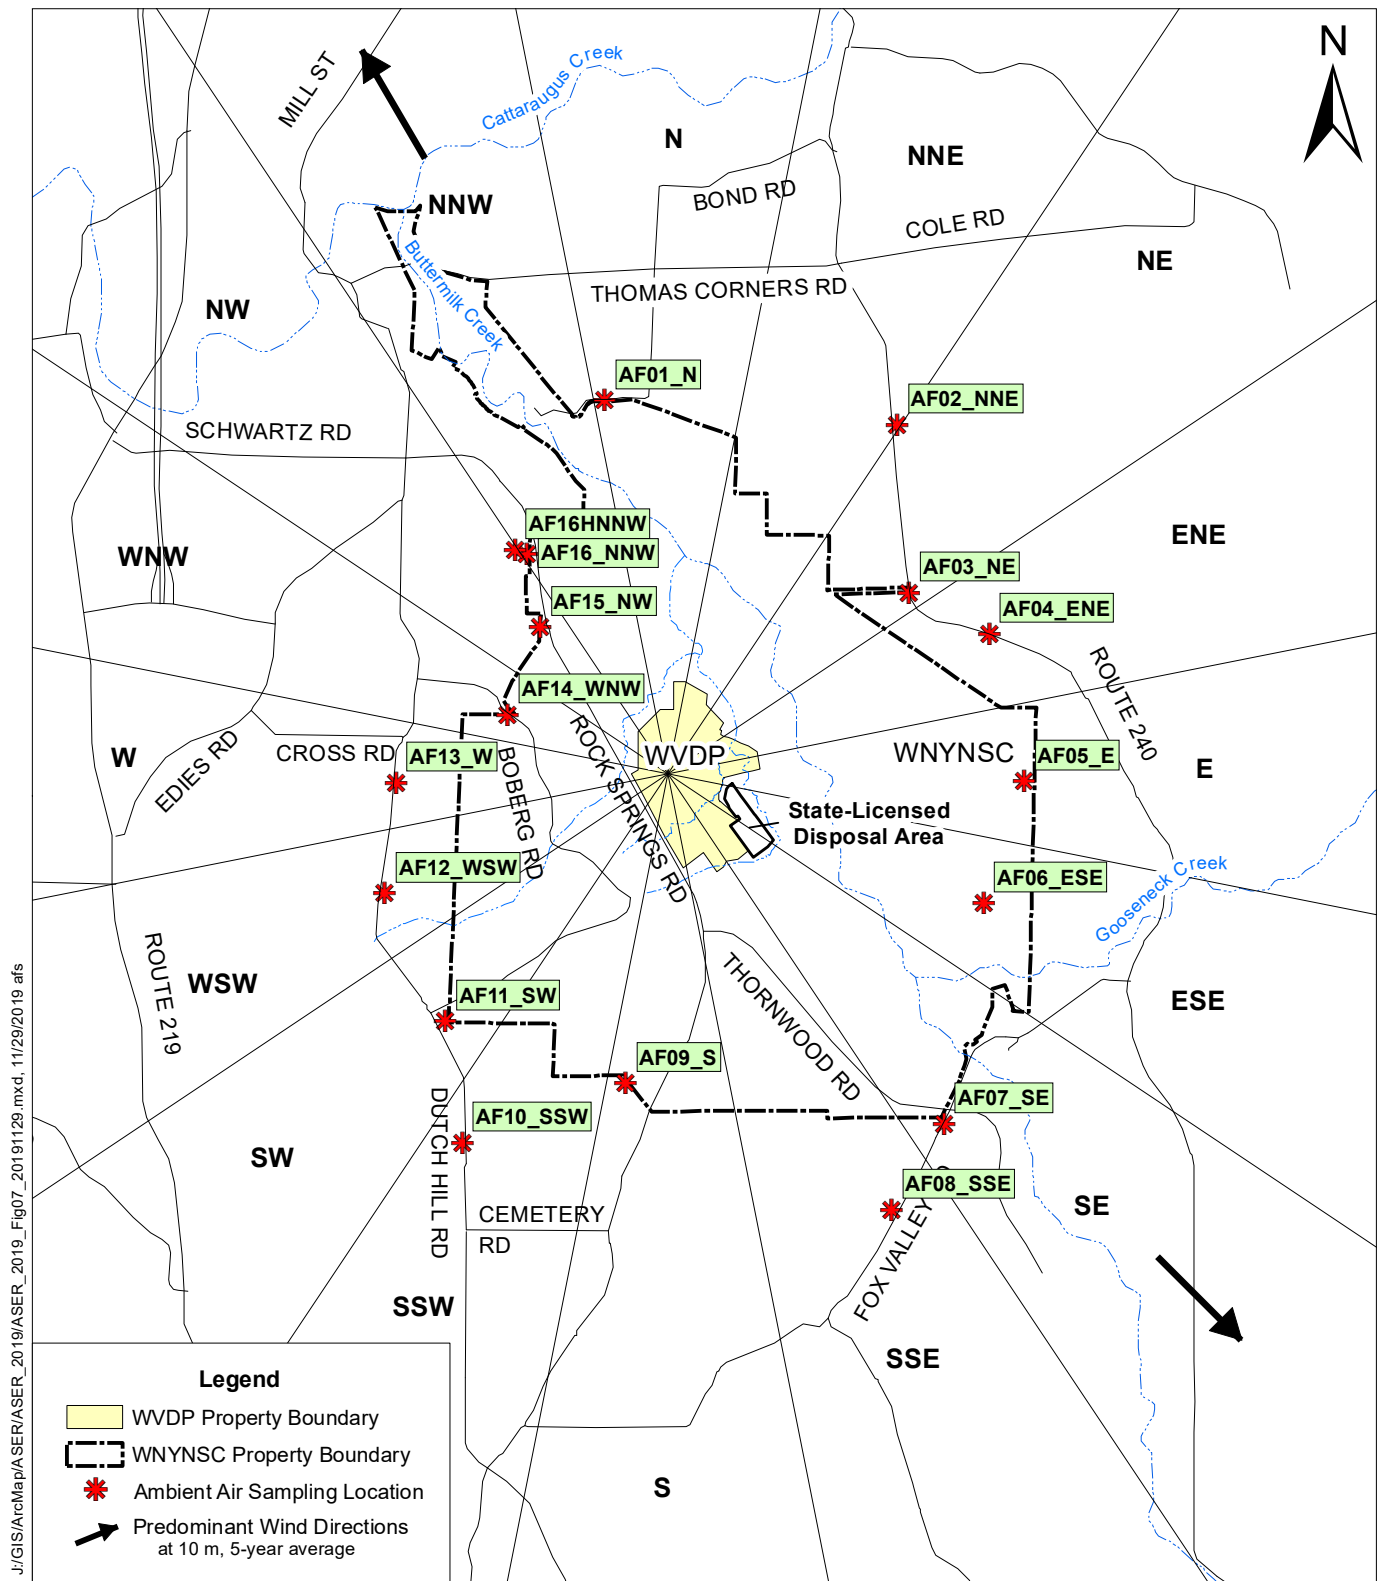 N
MILL ST
Cattaraugus Creek
N
NNE
BOND RD
NNW
COLE RD
NE
Buttermilk Creek
THOMAS CORNERS RD
NW
AF01_N
AF02_NNE
SCHWARTZ RD
AF16HNNW
ENE
WNW
AF16_NNW
AF03_NE
AF15_NW
AF04_ENE
ROUTE 240
AF14_WNW
ROCK SPRINGS RD
W
EDIES RD
CROSS RD
AF13_W
BOBERG RD
WVDP
WNYNSC
AF05_E
E
State-Licensed
Disposal Area
AF12_WSW
AF06_ESE
Gooseneck Creek
ROUTE 219
WSW
AF11_SW
THORNWOOD RD
ESE
AF09_S
DUTCH HILL RD
AF10_SSW
AF07_SE
SW
AF08_SSE
SE
CEMETERY
RD
FOX VALLEY
SSW
SSE
S
Legend
WVDP Property Boundary
WNYNSC Property Boundary
Ambient Air Sampling Location
Predominant Wind Directions
at 10 m, 5-year average
J:/GIS/ArcMap/ASER/ASER_2019/ASER_2019_Fig07_20191129.mxd, 11/29/2019 afs